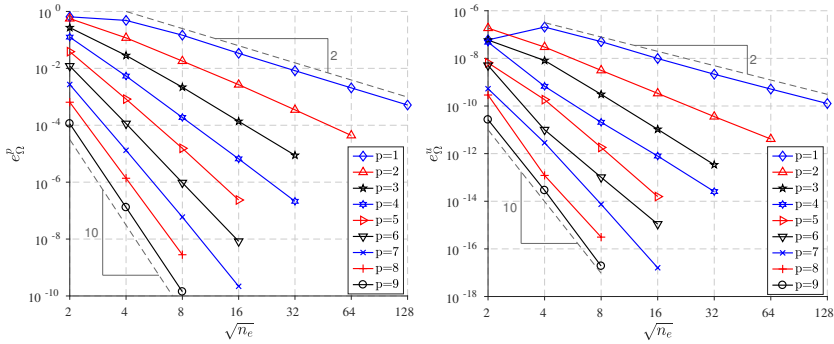 10 0
10 -2
10 -4
10 -6
10 -8
10 -10
e_Ω^p
2 4 8 16 32 64 128
√n_e
2
10
p=1
p=2
p=3
p=4
p=5
p=6
p=7
p=8
p=9
10 -6
10 -8
10 -10
10 -12
10 -14
10 -16
10 -18
e_Ω^u
2 4 8 16 32 64 128
√n_e
2
10
p=1
p=2
p=3
p=4
p=5
p=6
p=7
p=8
p=9